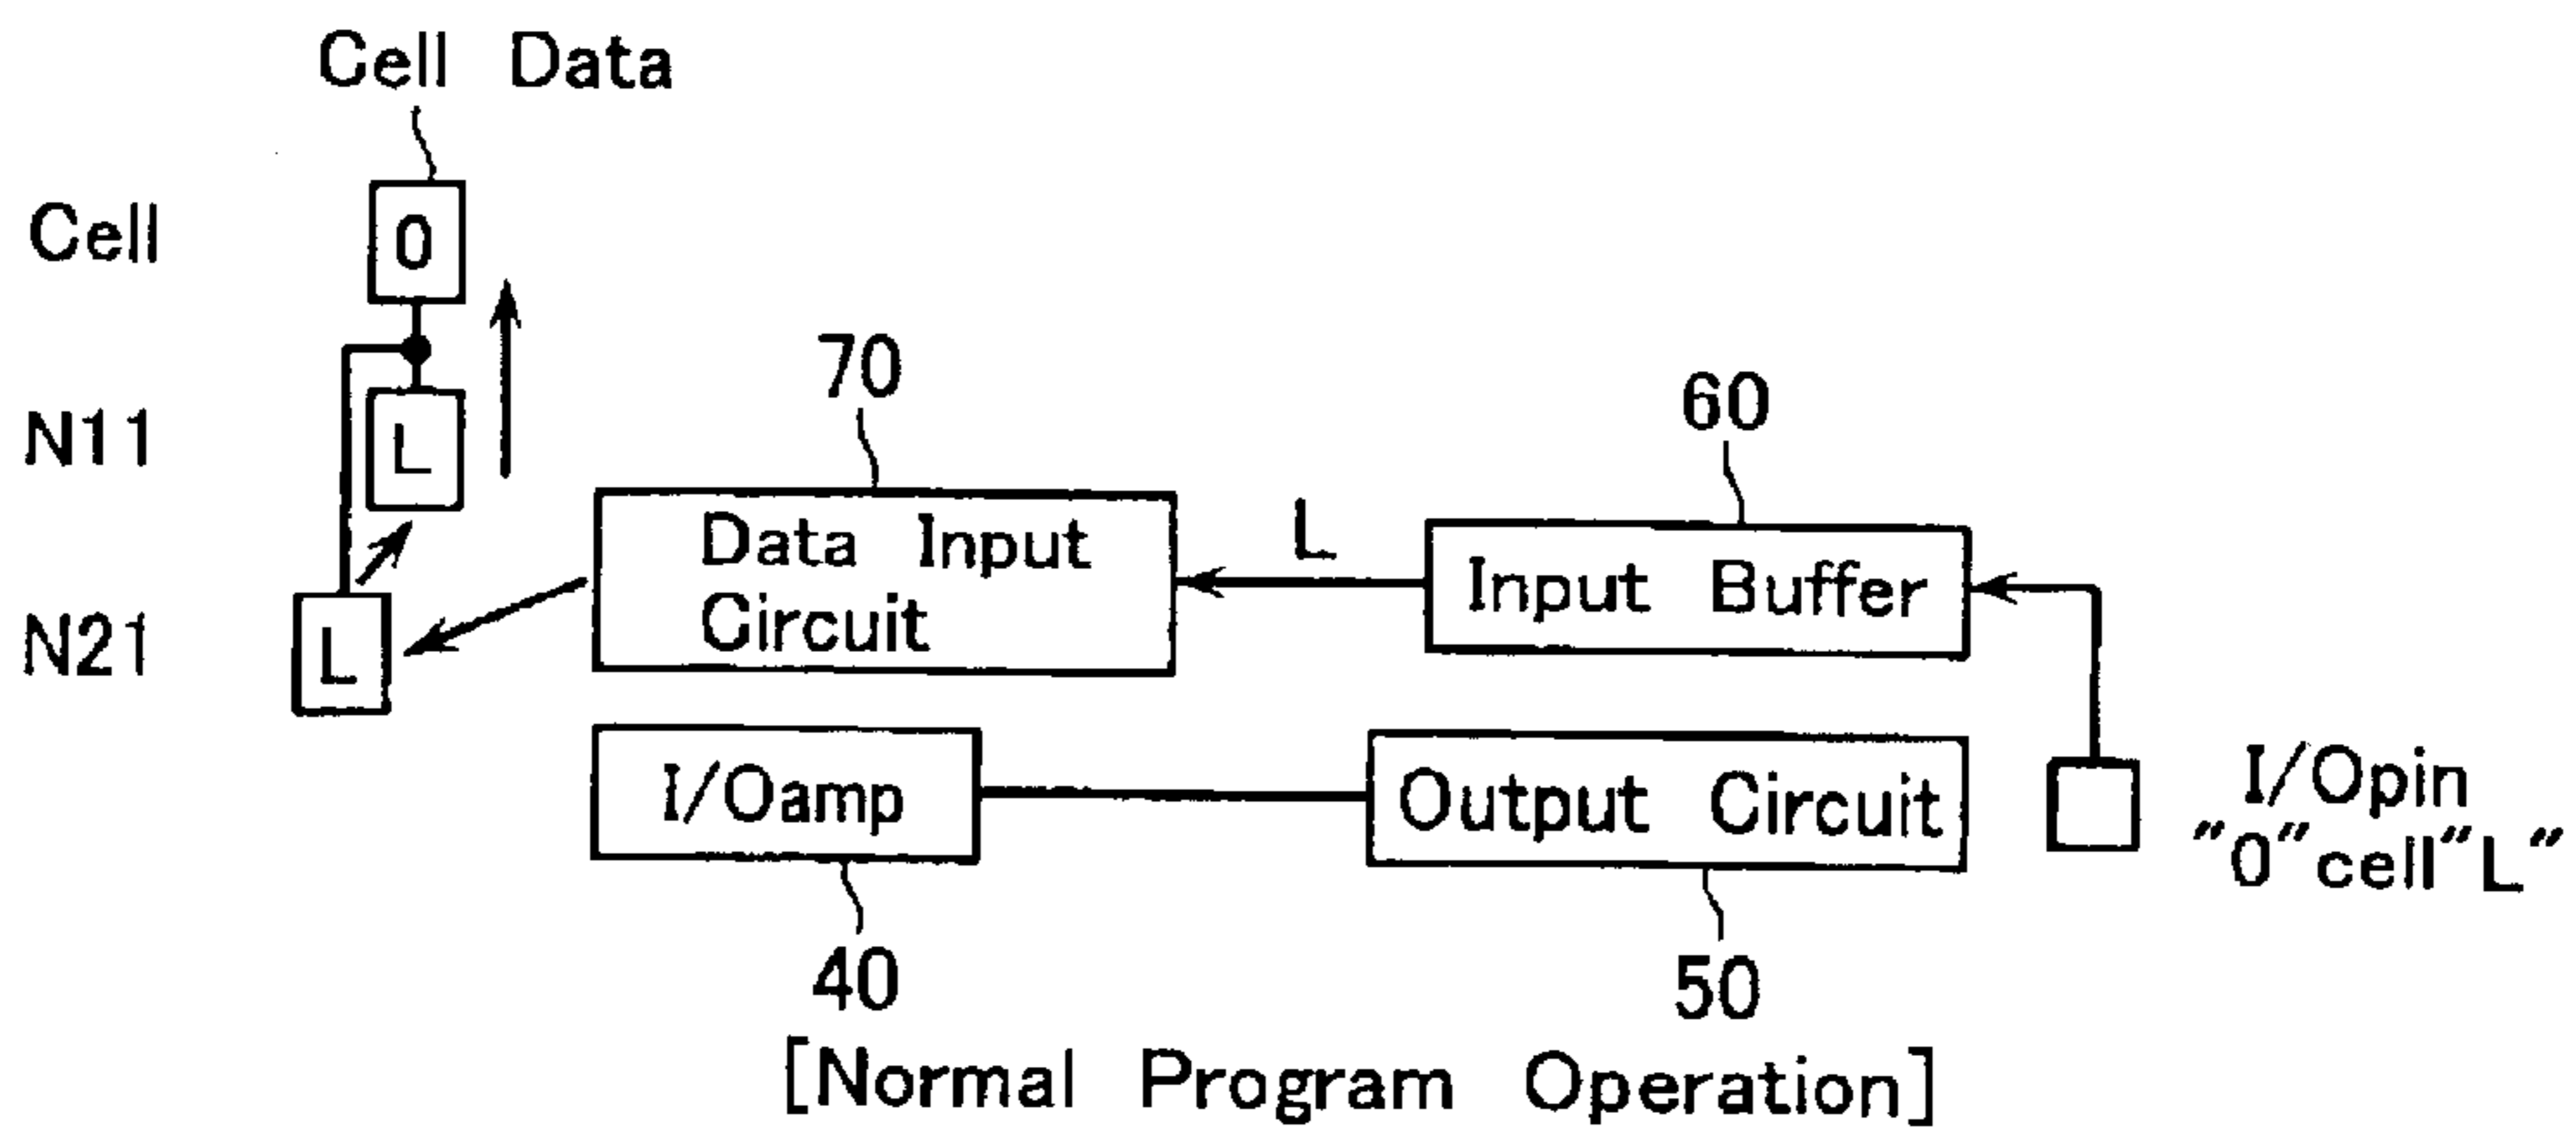 Cell Data
Cell
0
N11
L
N21
L
70
Data Input
Circuit
L
60
Input Buffer
I/Oamp
40
Output Circuit
50
I/Opin
"0"cell"L"
[Normal Program Operation]